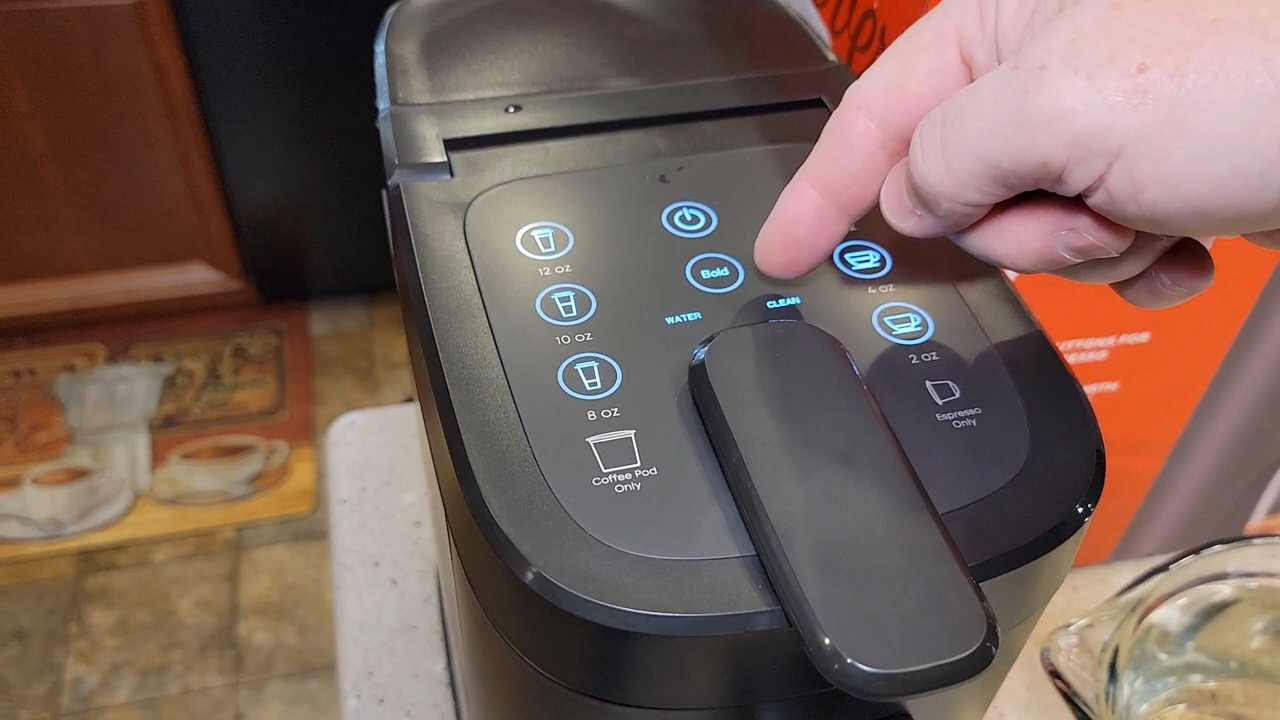 12 oz
10 oz
8 oz
Coffee Pod
Only
Bold
WATER
CLEAN
4 oz
2 oz
Espresso
Only